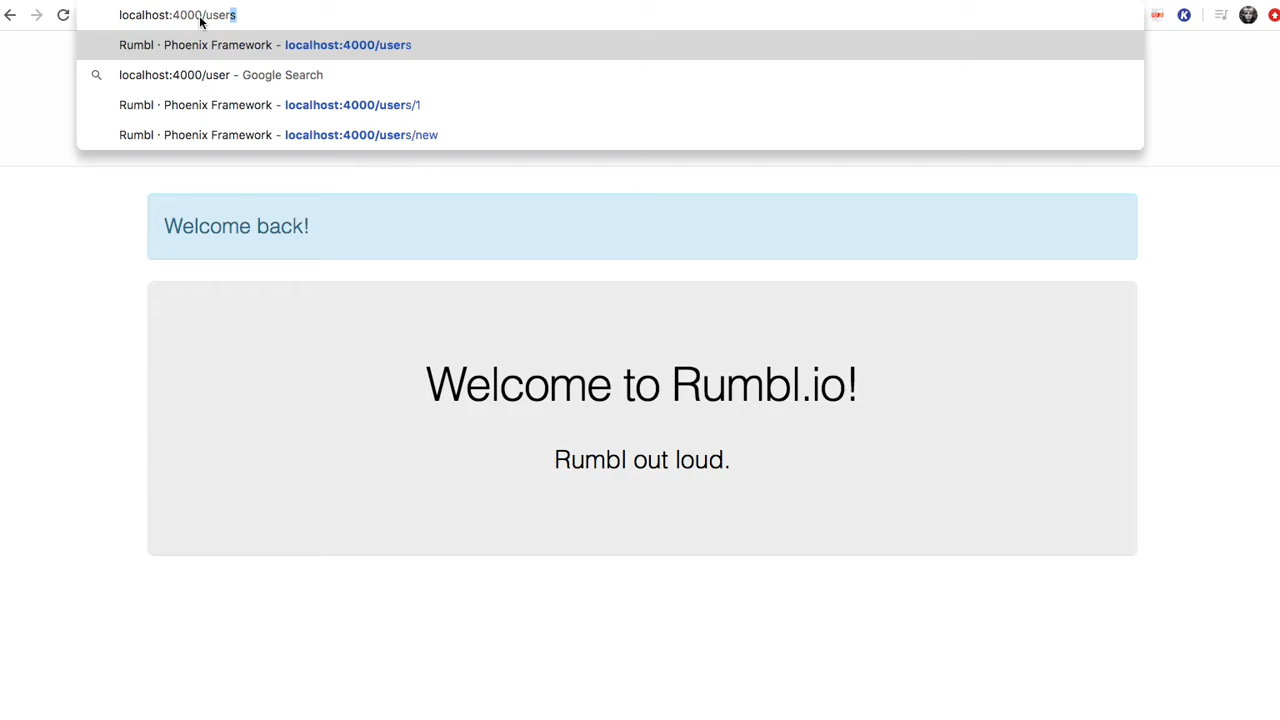 localhost:4000/users
Rumbl · Phoenix Framework - localhost:4000/users
localhost:4000/user - Google Search
Rumbl · Phoenix Framework - localhost:4000/users/1
Rumbl · Phoenix Framework - localhost:4000/users/new
K
Welcome back!
Welcome to Rumbl.io!
Rumbl out loud.